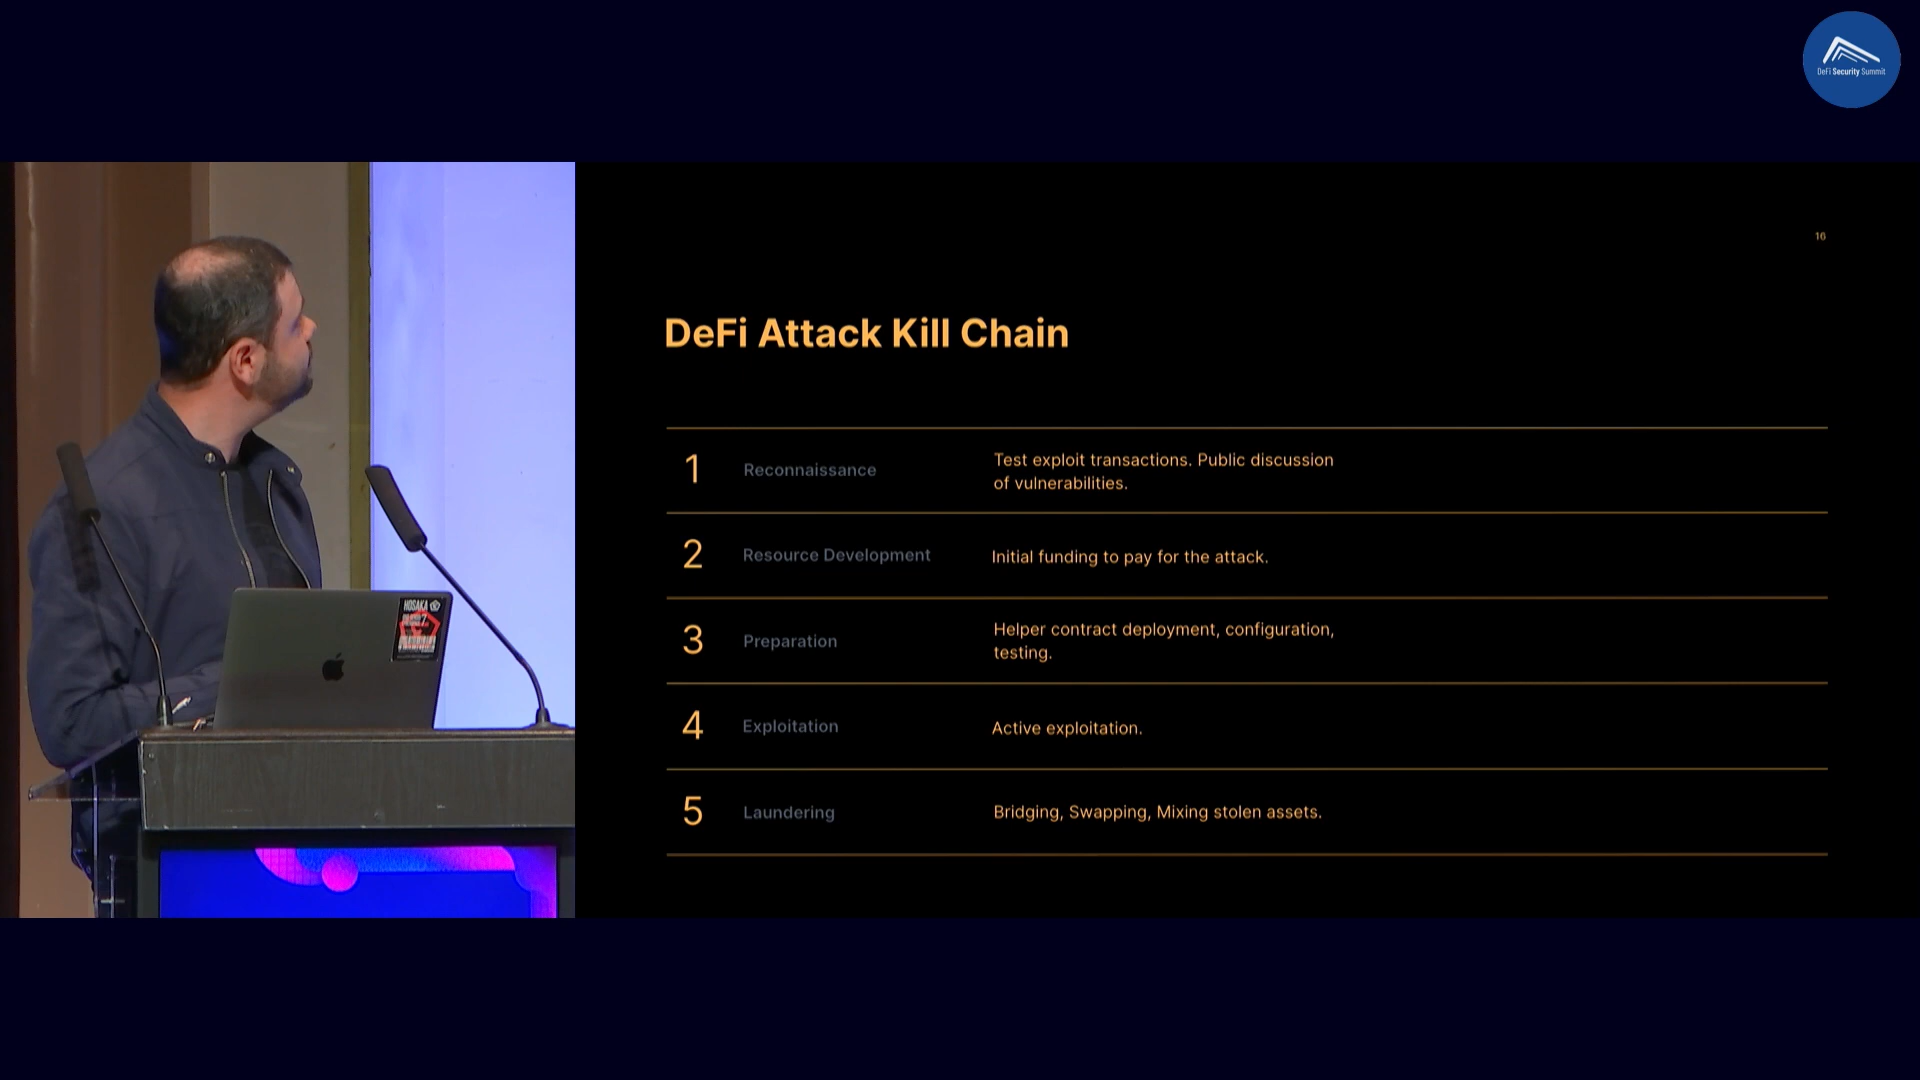 DeFi Security Summit
16
DeFi Attack Kill Chain
1 Reconnaissance Test exploit transactions. Public discussion
of vulnerabilities.
2 Resource Development Initial funding to pay for the attack.
3 Preparation Helper contract deployment, configuration,
testing.
4 Exploitation Active exploitation.
5 Laundering Bridging, Swapping, Mixing stolen assets.
HOSAKA